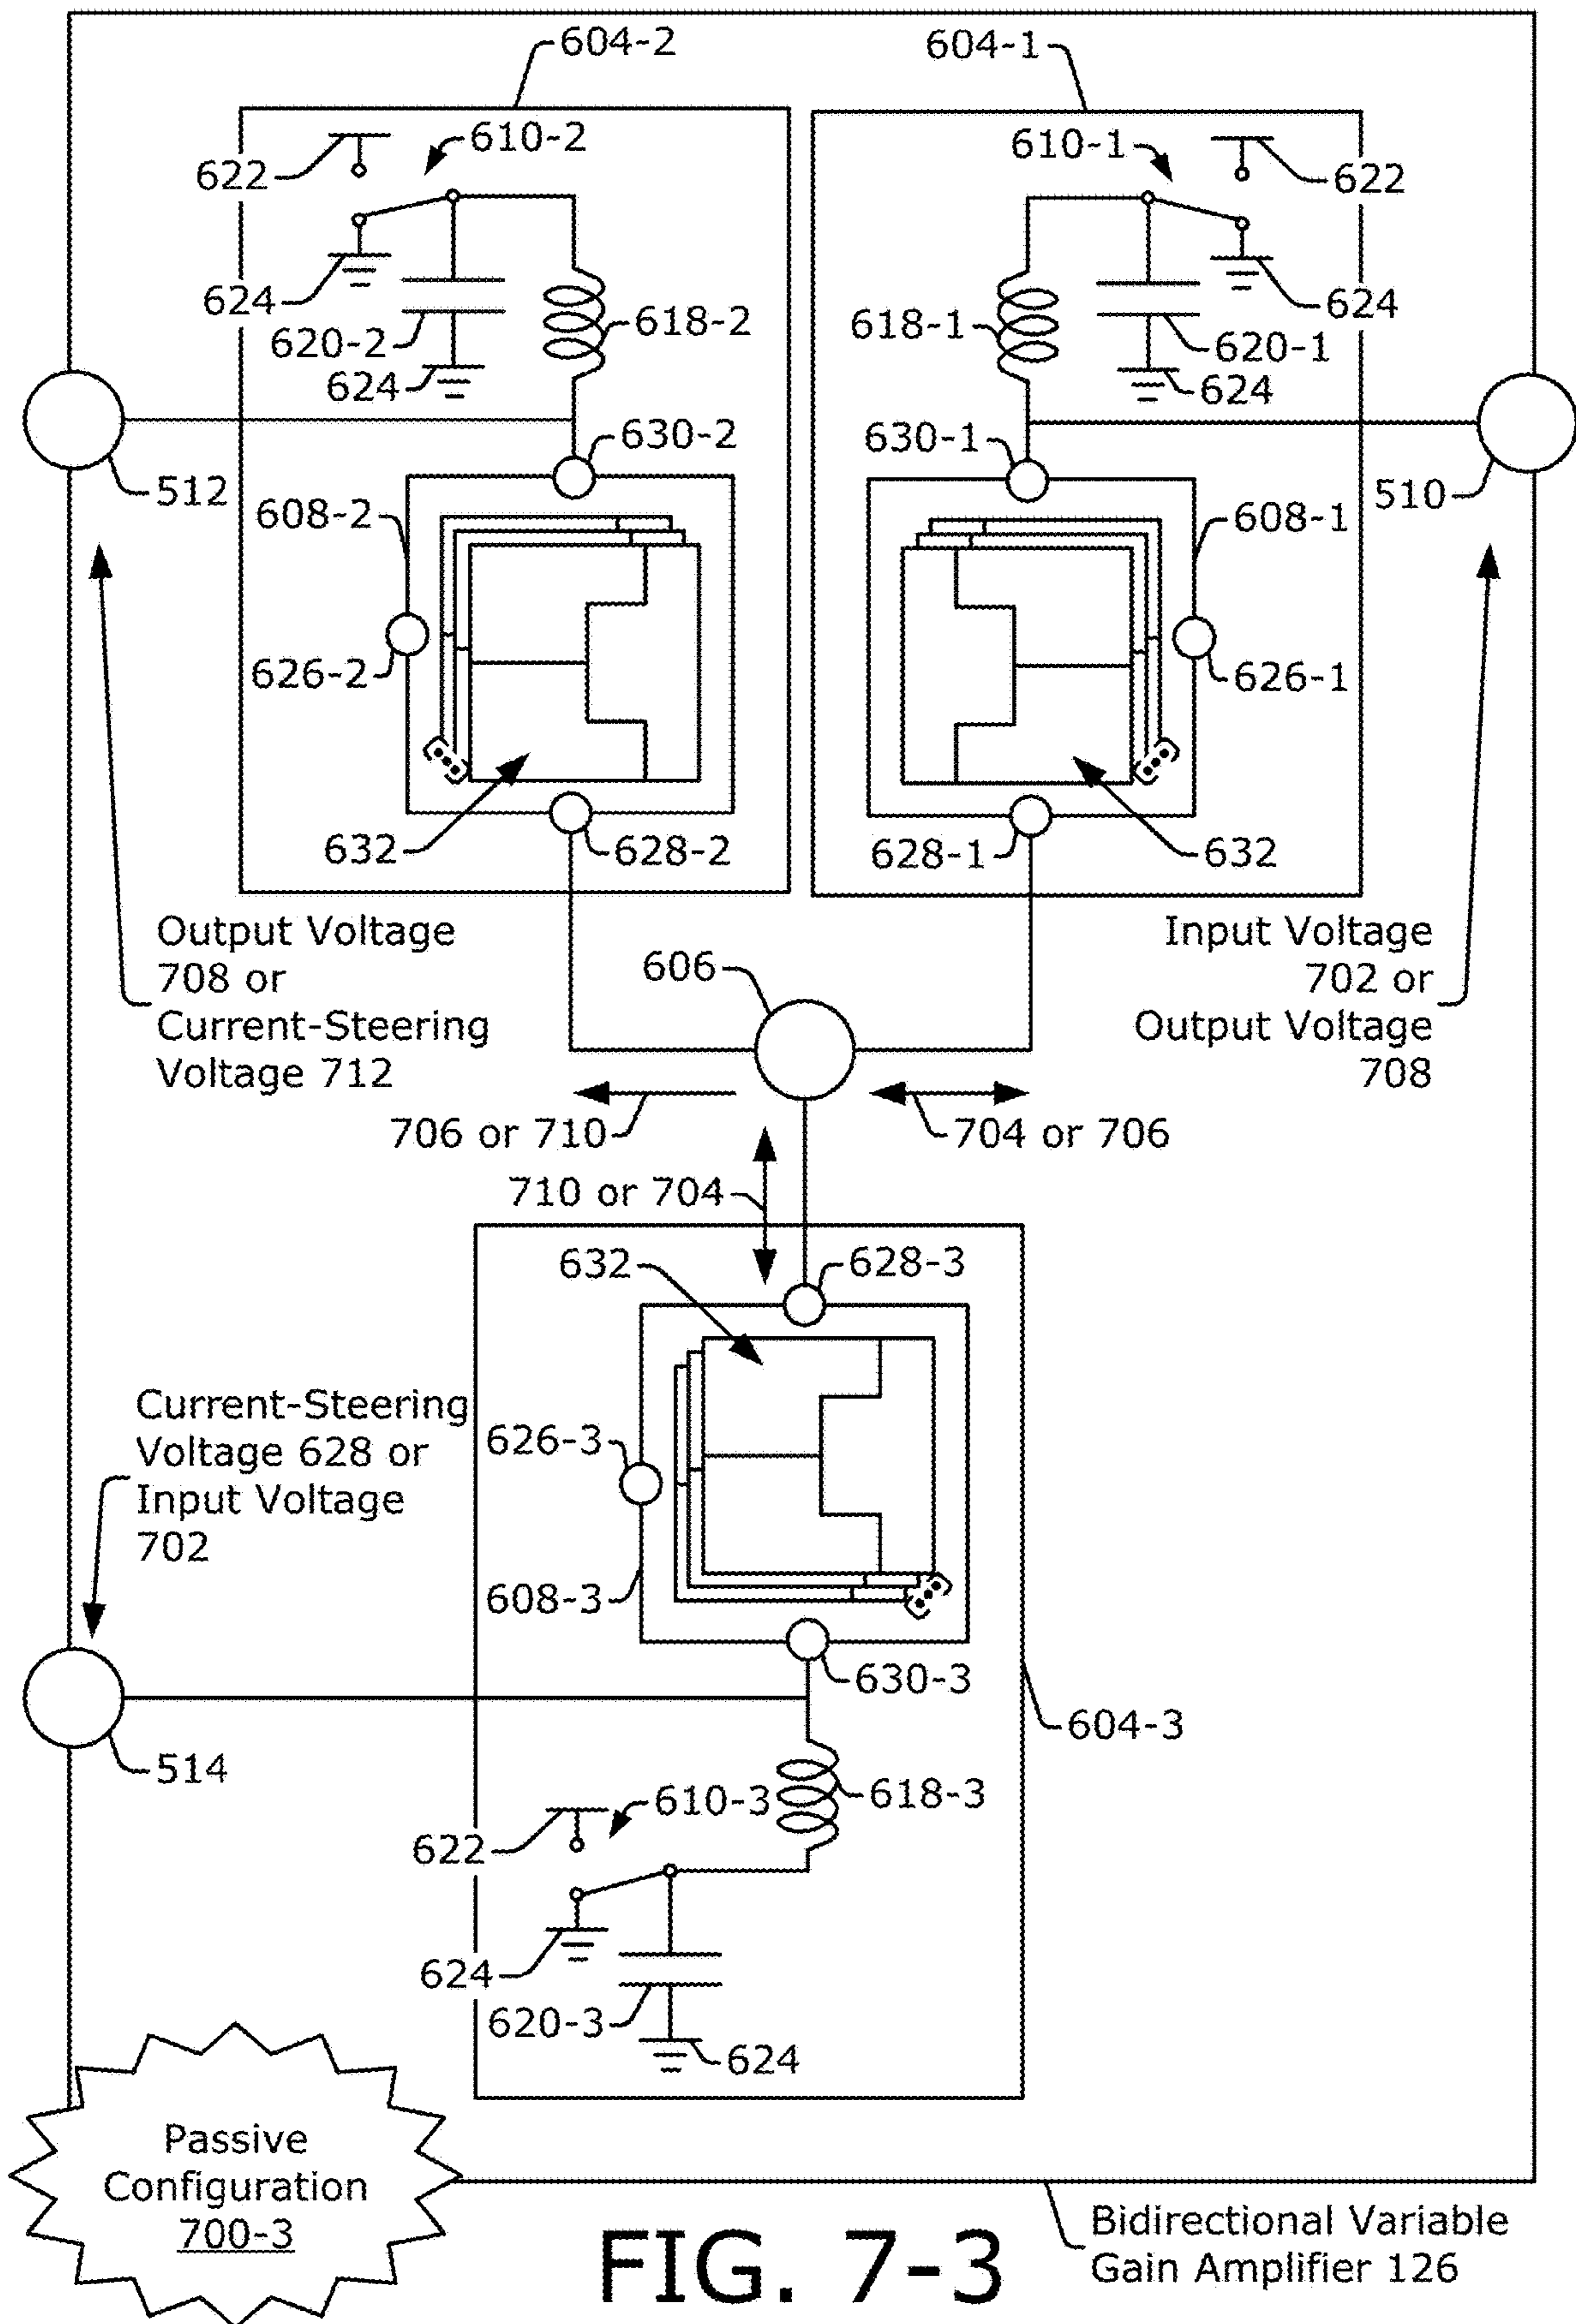 604-2
604-1
610-2
610-1
622
622
624
624
620-2
618-2
618-1
620-1
624
624
630-2
630-1
512
510
608-2
608-1
626-2
626-1
632
628-2
628-1
632
Output Voltage
708 or
Current-Steering
Voltage 712
606
Input Voltage
702 or
Output Voltage
708
706 or 710
704 or 706
710 or 704
632
628-3
Current-Steering
Voltage 628 or
Input Voltage
702
626-3
608-3
630-3
604-3
514
610-3
618-3
622
624
620-3
624
Passive
Configuration
700-3
Bidirectional Variable
Gain Amplifier 126
FIG. 7-3